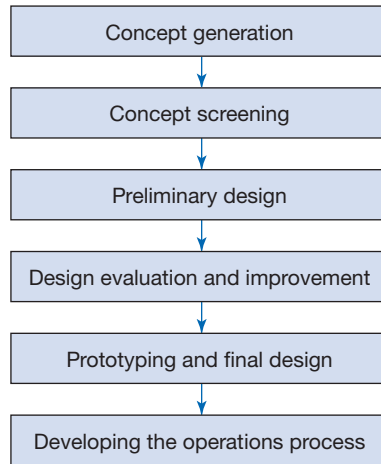 Concept generation
Concept screening
Preliminary design
Design evaluation and improvement
Prototyping and final design
Developing the operations process